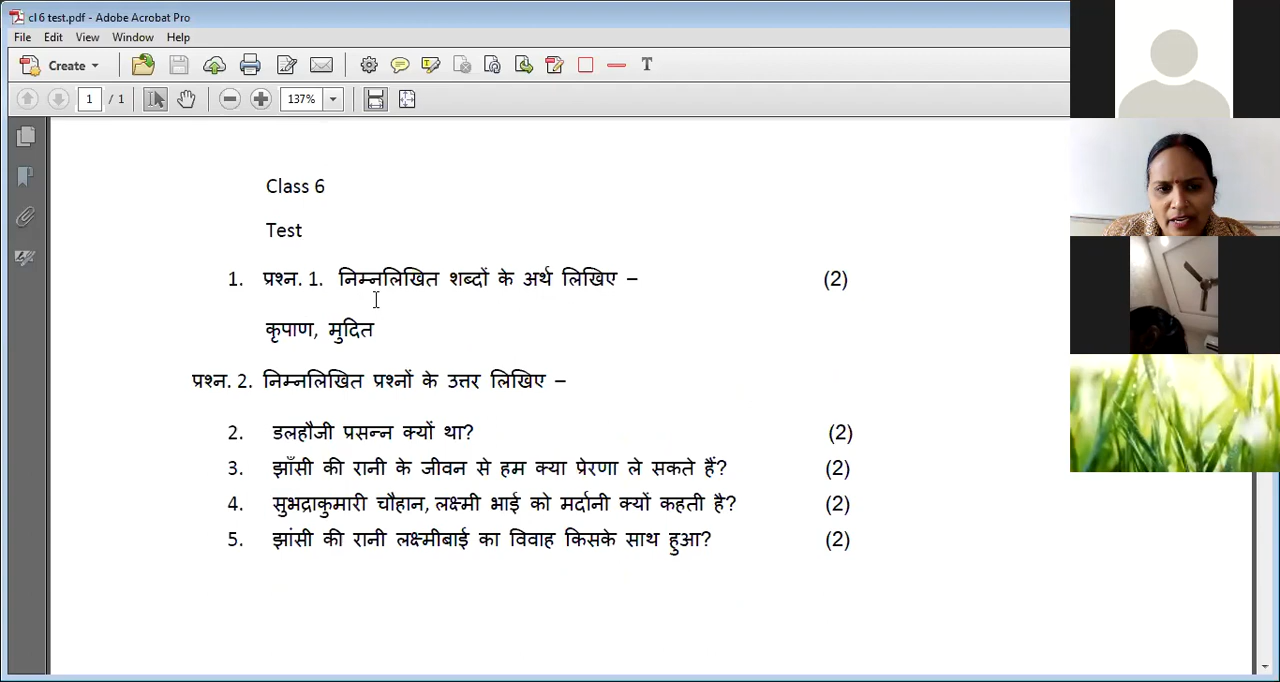 cl 6 test.pdf - Adobe Acrobat Pro
File Edit View Window Help
Create
1 / 1 137%
T
Class 6
Test
1. प्रश्न. 1. निम्नलिखित शब्दों के अर्थ लिखिए – (2)
कृपाण, मुदित
प्रश्न. 2. निम्नलिखित प्रश्नों के उत्तर लिखिए –
2. डलहौजी प्रसन्न क्यों था? (2)
3. झाँसी की रानी के जीवन से हम क्या प्रेरणा ले सकते हैं? (2)
4. सुभद्राकुमारी चौहान, लक्ष्मी भाई को मर्दानी क्यों कहती है? (2)
5. झांसी की रानी लक्ष्मीबाई का विवाह किसके साथ हुआ? (2)